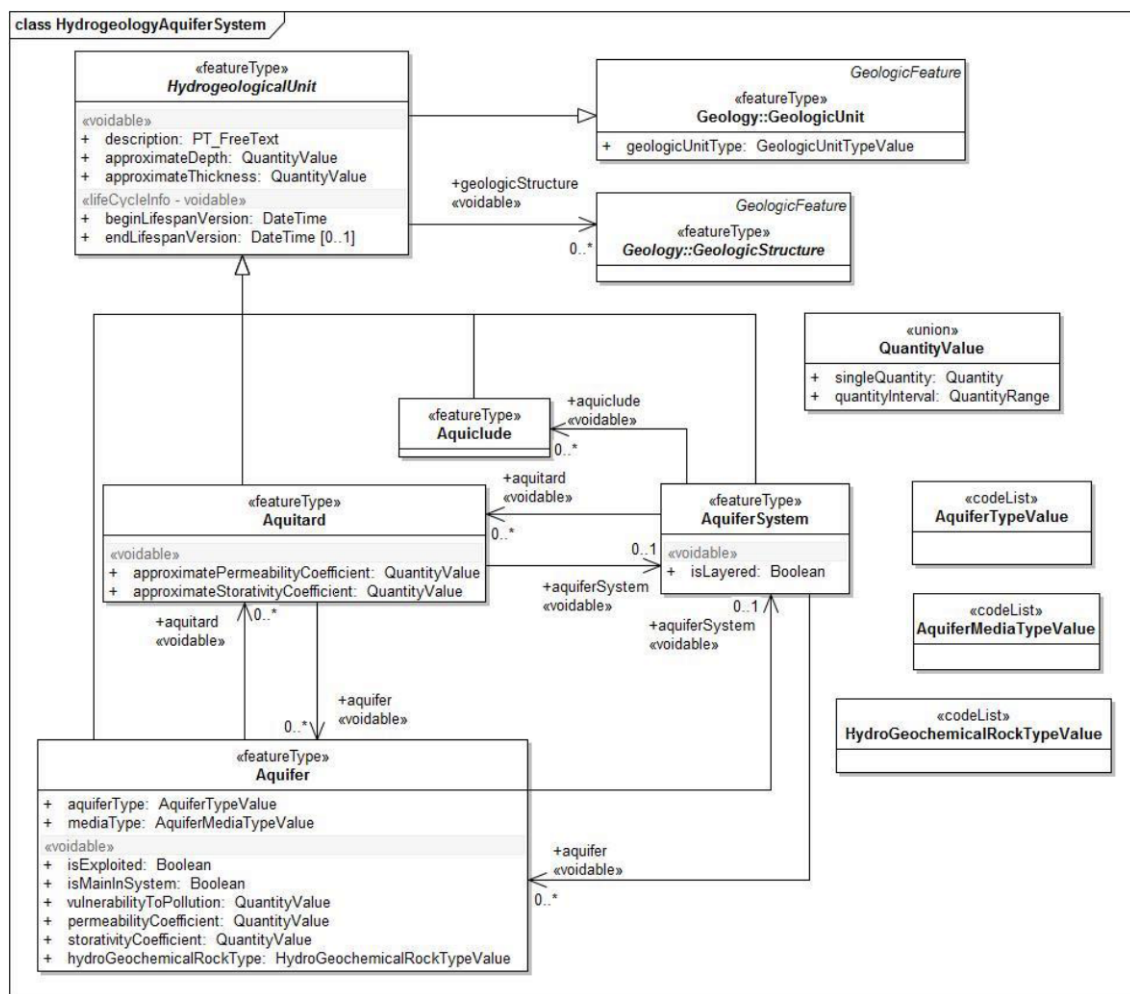 class HydrogeologyAquiferSystem
«featureType»
HydrogeologicalUnit
«voidable»
+ description: PT_FreeText
+ approximateDepth: QuantityValue
+ approximateThickness: QuantityValue
«lifeCycleInfo - voidable»
+ beginLifespanVersion: DateTime
+ endLifespanVersion: DateTime [0..1]
GeologicFeature
«featureType»
Geology::GeologicUnit
+ geologicUnitType: GeologicUnitTypeValue
+geologicStructure
«voidable»
0..*
GeologicFeature
«featureType»
Geology::GeologicStructure
«union»
QuantityValue
+ singleQuantity: Quantity
+ quantityInterval: QuantityRange
«featureType»
Aquiclude
+aquiclude
«voidable»
0..*
«featureType»
Aquitard
«voidable»
+ approximatePermeabilityCoefficient: QuantityValue
+ approximateStorativityCoefficient: QuantityValue
+aquitard
«voidable»
0..*
«featureType»
AquiferSystem
«voidable»
+ isLayered: Boolean
0..1
+aquiferSystem
«voidable»
0..1
+aquiferSystem
«voidable»
«codeList»
AquiferTypeValue
«codeList»
AquiferMediaTypeValue
«codeList»
HydroGeochemicalRockTypeValue
0..*
+aquitard
«voidable»
+aquifer
«voidable»
0..*
«featureType»
Aquifer
+ aquiferType: AquiferTypeValue
+ mediaType: AquiferMediaTypeValue
«voidable»
+ isExploited: Boolean
+ isMainInSystem: Boolean
+ vulnerabilityToPollution: QuantityValue
+ permeabilityCoefficient: QuantityValue
+ storativityCoefficient: QuantityValue
+ hydroGeochemicalRockType: HydroGeochemicalRockTypeValue
+aquifer
«voidable»
0..*